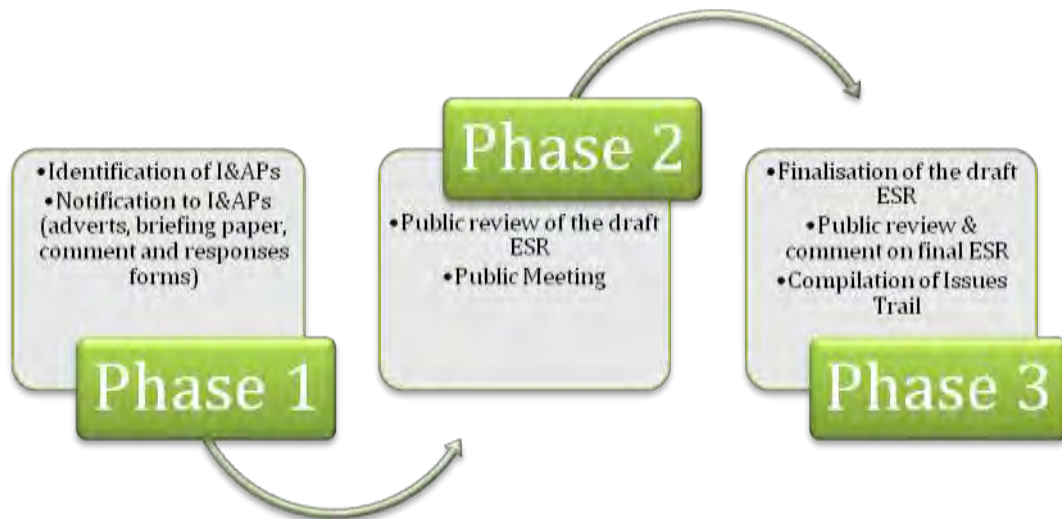 •Identification of I&APs
•Notification to I&APs
(adverts, briefing paper,
comment and responses
forms)
Phase 1
Phase 2
•Public review of the draft
ESR
•Public Meeting
•Finalisation of the draft
ESR
•Public review &
comment on final ESR
•Compilation of Issues
Trail
Phase 3